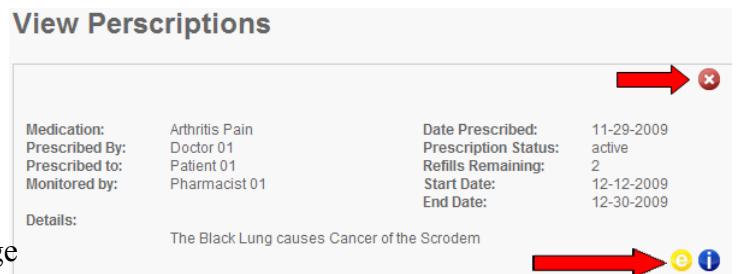 View Perscriptions
Medication: Arthritis Pain Date Prescribed: 11-29-2009
Prescribed By: Doctor 01 Prescription Status: active
Prescribed to: Patient 01 Refills Remaining: 2
Monitored by: Pharmacist 01 Start Date: 12-12-2009
End Date: 12-30-2009
Details:
The Black Lung causes Cancer of the Scrodem
ge
e i